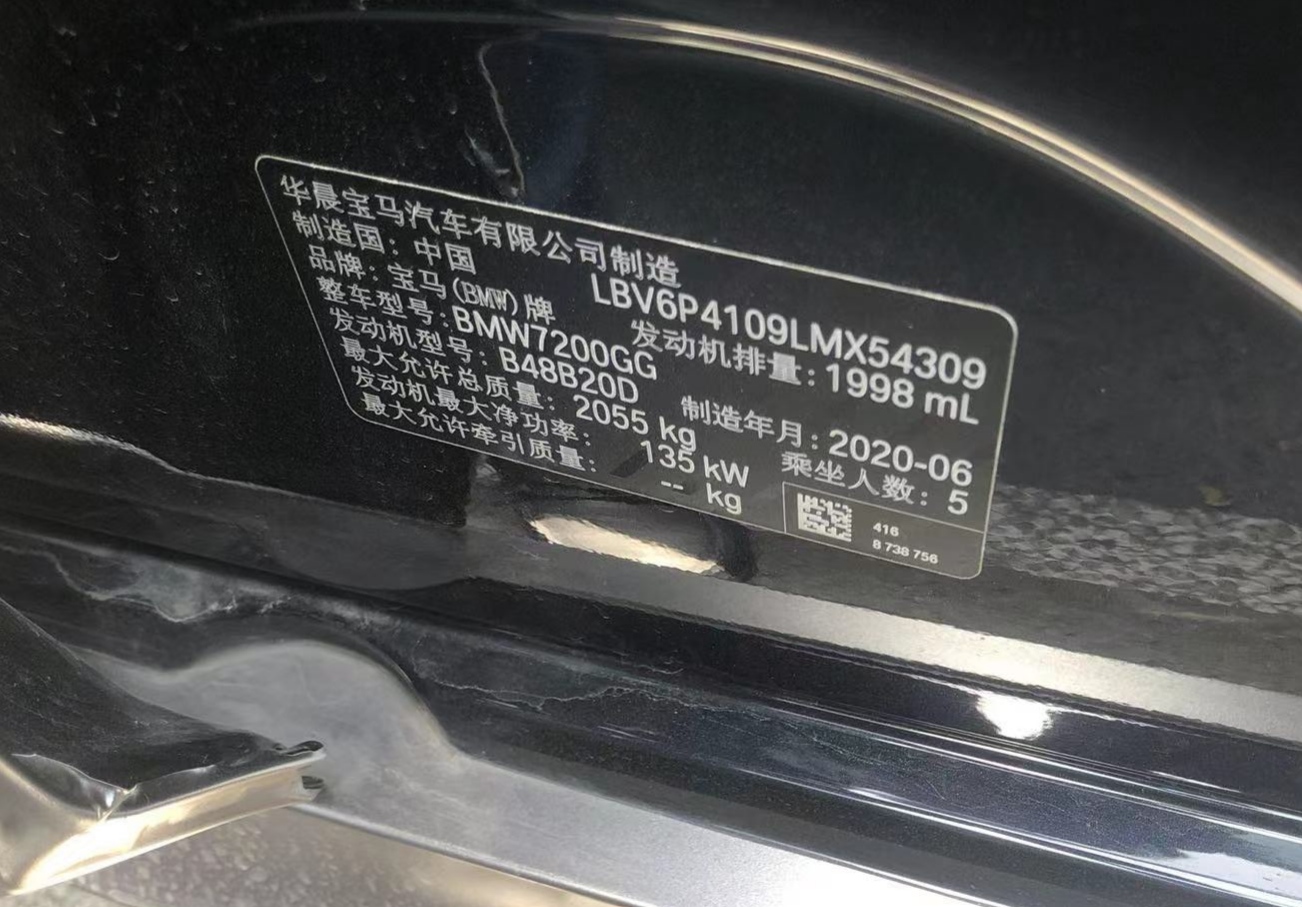 华晨宝马汽车有限公司制造
制造国：中国 LBV6P4109LMX54309
品牌：宝马(BMW)牌 发动机排量：1998 mL
整车型号：BMW7200GG
发动机型号：B48B20D 制造年月：2020-06
最大允许总质量：2055 kg 乘坐人数：5
发动机最大净功率：135 kW
最大允许牵引质量：-- kg
416
8 738 756